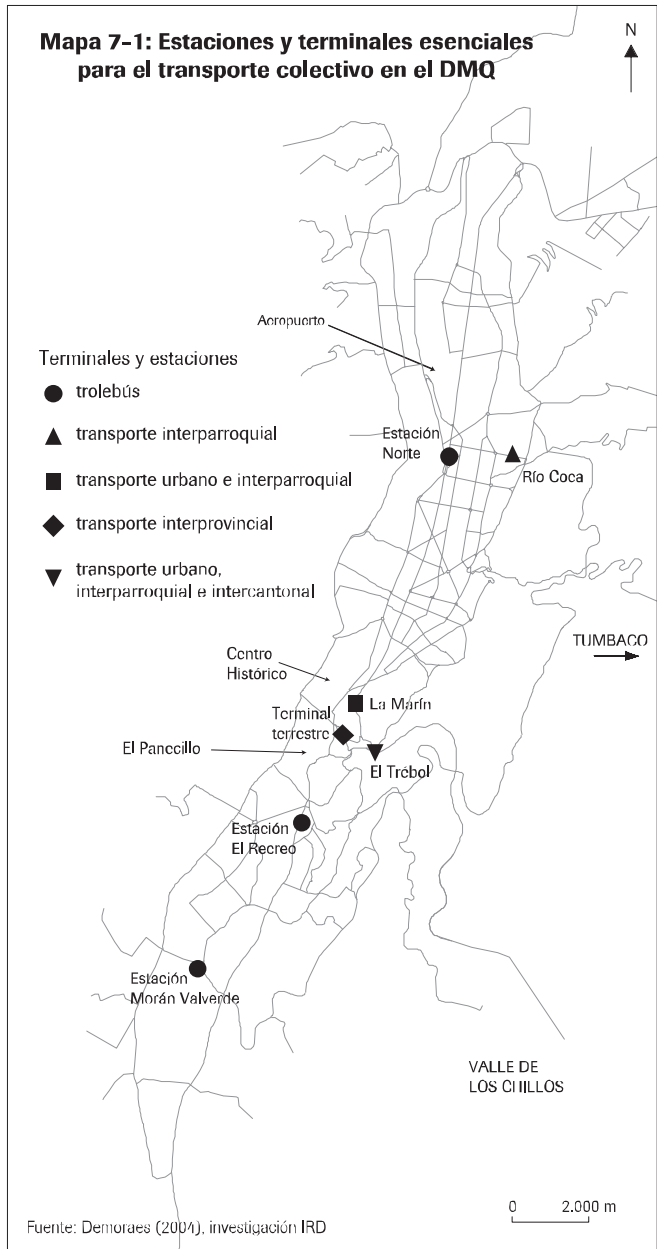 Mapa 7-1: Estaciones y terminales esenciales
para el transporte colectivo en el DMQ
N
Aeropuerto
Terminales y estaciones
trolebús
transporte interparroquial
transporte urbano e interparroquial
transporte interprovincial
transporte urbano,
interparroquial e intercantonal
Estación
Norte
Río Coca
TUMBACO
Centro
Histórico
La Marín
Terminal
terrestre
El Panecillo
El Trébol
Estación
El Recreo
Estación
Morán Valverde
VALLE DE
LOS CHILLOS
0 2.000 m
Fuente: Demoraes (2004), investigación IRD